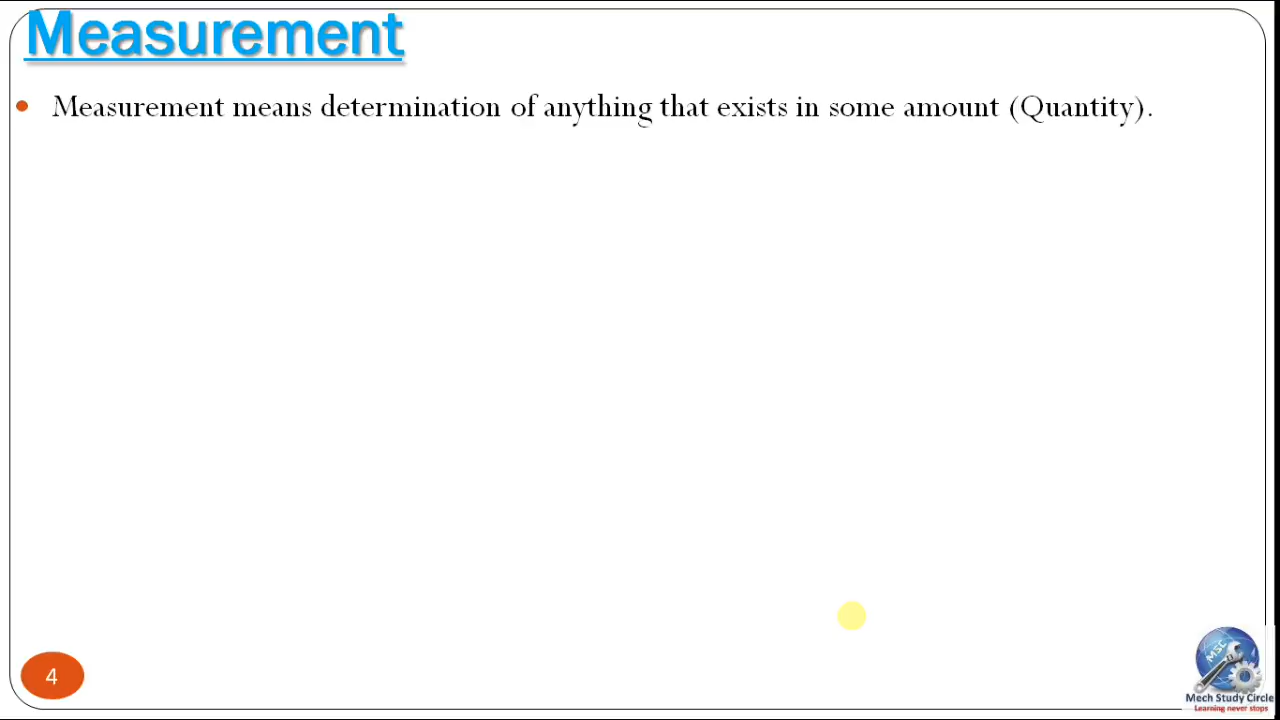 Measurement
Measurement means determination of anything that exists in some amount (Quantity).
4
MSC
Mech Study Circle
Learning never stops